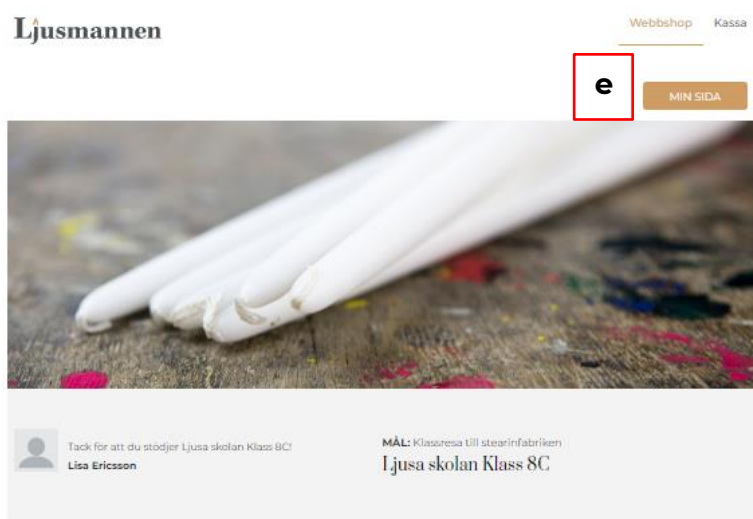 Ljusmannen
Webbshop Kassa
e
MIN SIDA
Tack för att du stödjer Ljusa skolan Klass 8C!
Lisa Ericsson
MÅL: Klassresa till stearinfabriken
Ljusa skolan Klass 8C